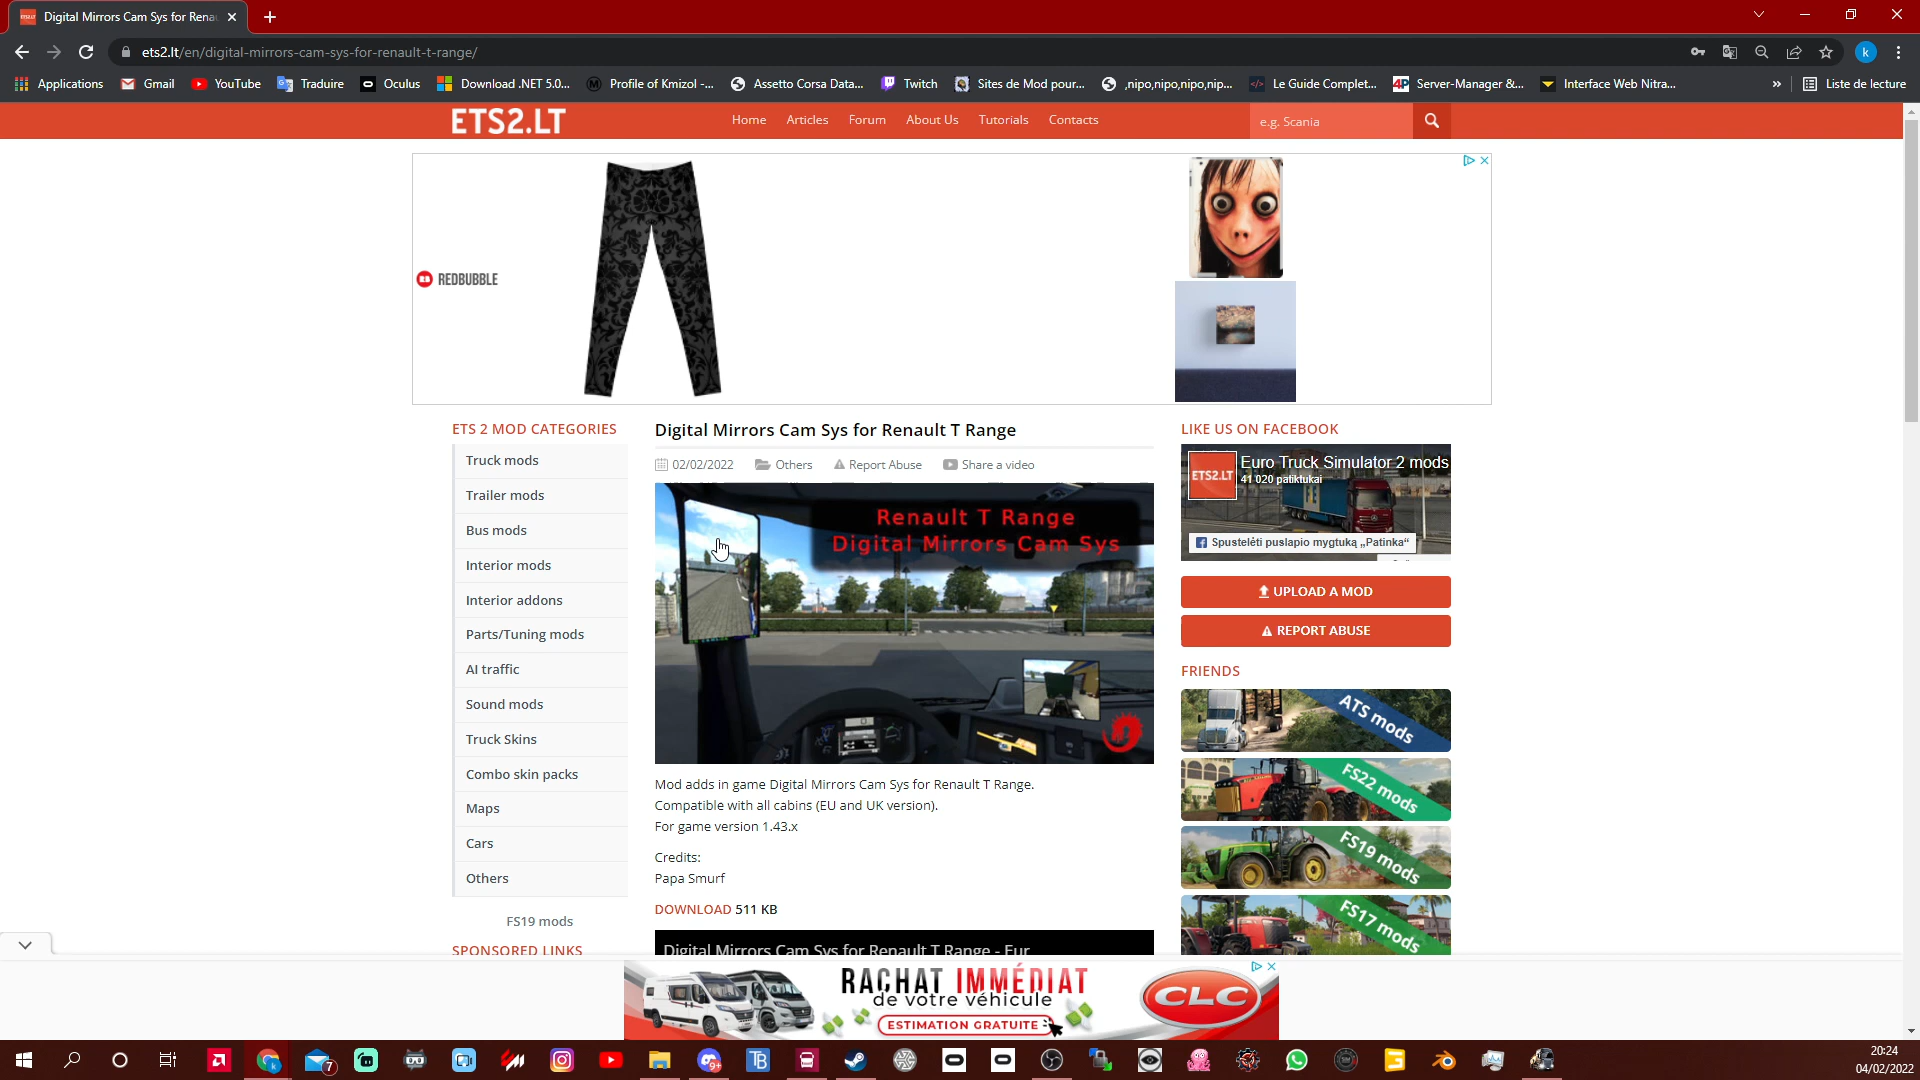 Digital Mirrors Cam Sys for Rena
ets2.lt/en/digital-mirrors-cam-sys-for-renault-t-range/
k
Applications
Gmail
YouTube
Traduire
Oculus
Download .NET 5.0...
Profile of Kmizol -...
Assetto Corsa Data...
Twitch
Sites de Mod pour...
,nipo,nipo,nipo,nip...
Le Guide Complet...
Server-Manager &...
Interface Web Nitra...
»
Liste de lecture
ETS2.LT
Home
Articles
Forum
About Us
Tutorials
Contacts
e.g. Scania
REDBUBBLE
ETS 2 MOD CATEGORIES
Truck mods
Trailer mods
Bus mods
Interior mods
Interior addons
Parts/Tuning mods
AI traffic
Sound mods
Truck Skins
Combo skin packs
Maps
Cars
Others
FS19 mods
SPONSORED LINKS
Digital Mirrors Cam Sys for Renault T Range
02/02/2022
Others
Report Abuse
Share a video
Renault T Range
Digital Mirrors Cam Sys
Mod adds in game Digital Mirrors Cam Sys for Renault T Range.
Compatible with all cabins (EU and UK version).
For game version 1.43.x
Credits:
Papa Smurf
DOWNLOAD 511 KB
Digital Mirrors Cam Sys for Renault T Range - Eur
LIKE US ON FACEBOOK
ETS2.LT
Euro Truck Simulator 2 mods
41 020 patiktukai
Spustelėti puslapio mygtuką „Patinka“
UPLOAD A MOD
REPORT ABUSE
FRIENDS
ATS mods
FS22 mods
FS19 mods
FS17 mods
RACHAT IMMÉDIAT
de votre véhicule
ESTIMATION GRATUITE
CLC
7
9+
TB
20:24
04/02/2022